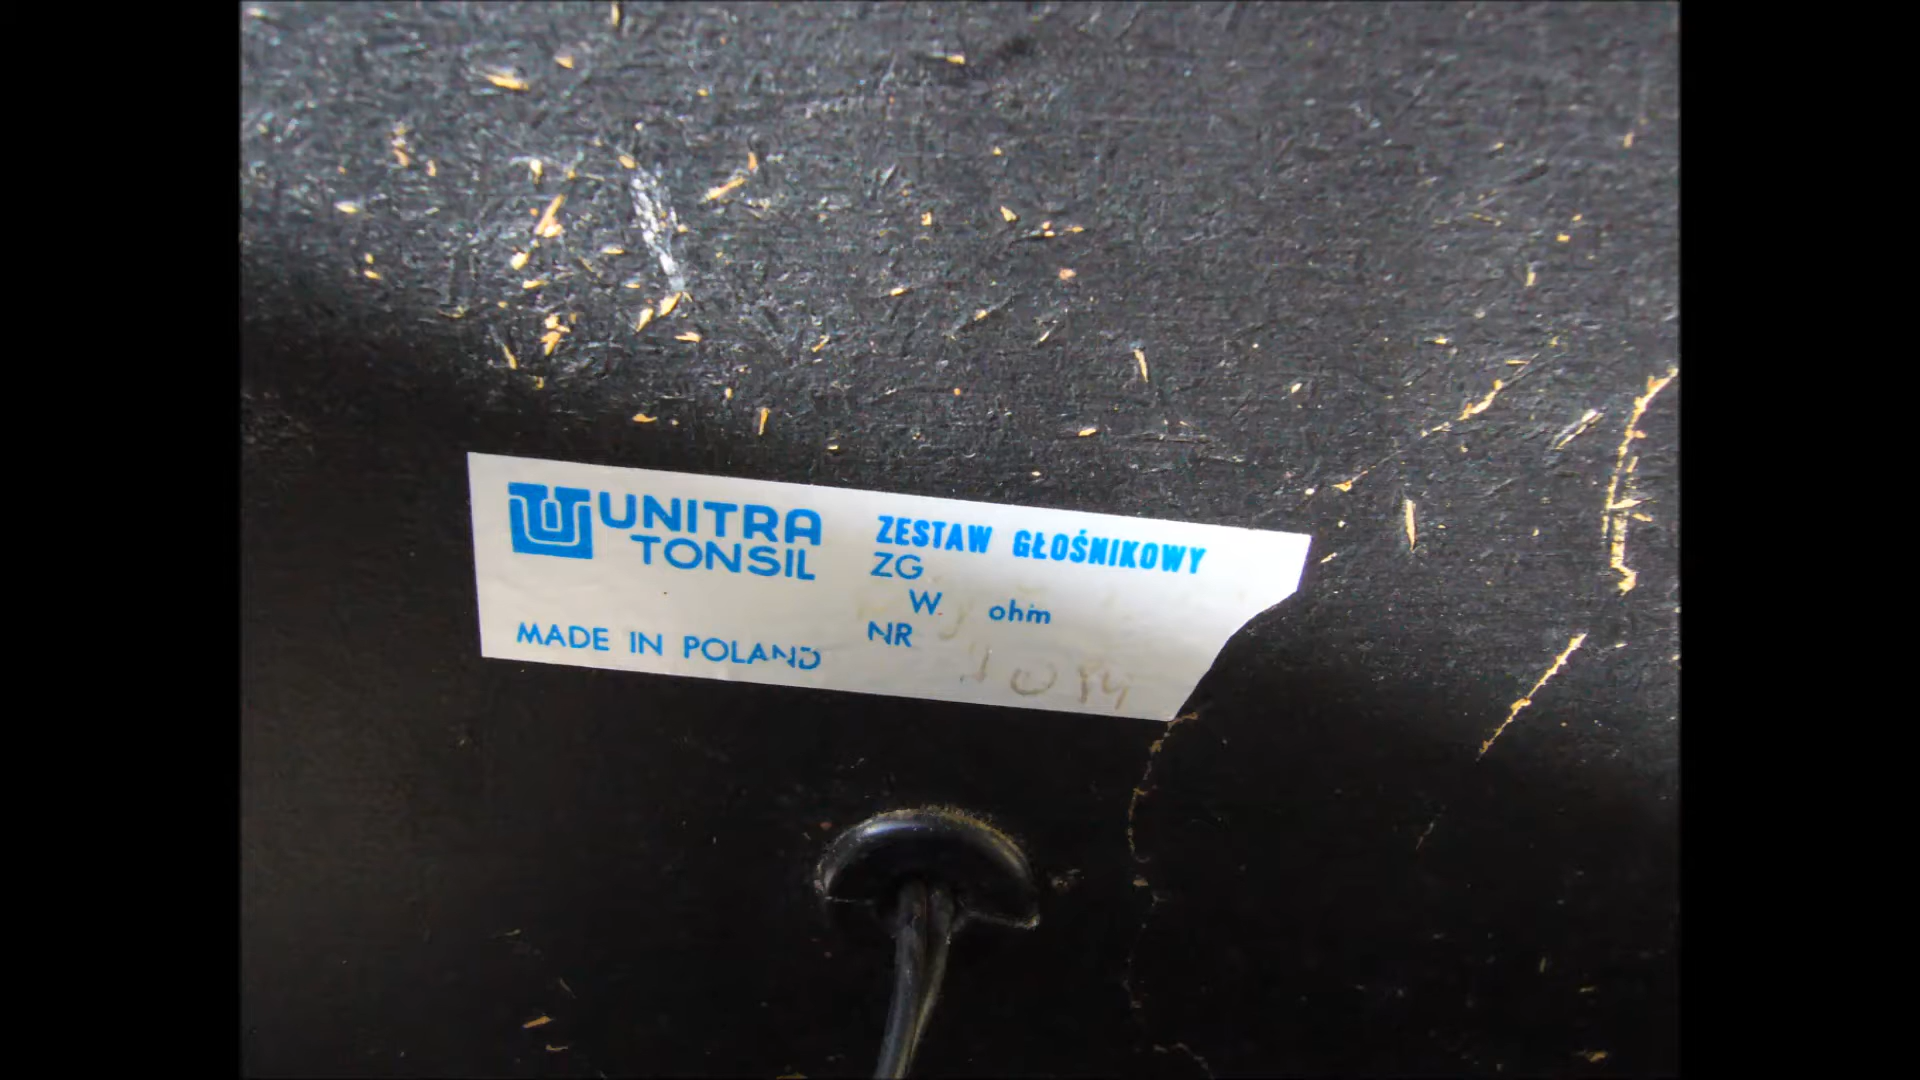 UNITRA
TONSIL
MADE IN POLAND
ZESTAW GŁOŚNIKOWY
ZG
W ohm
NR